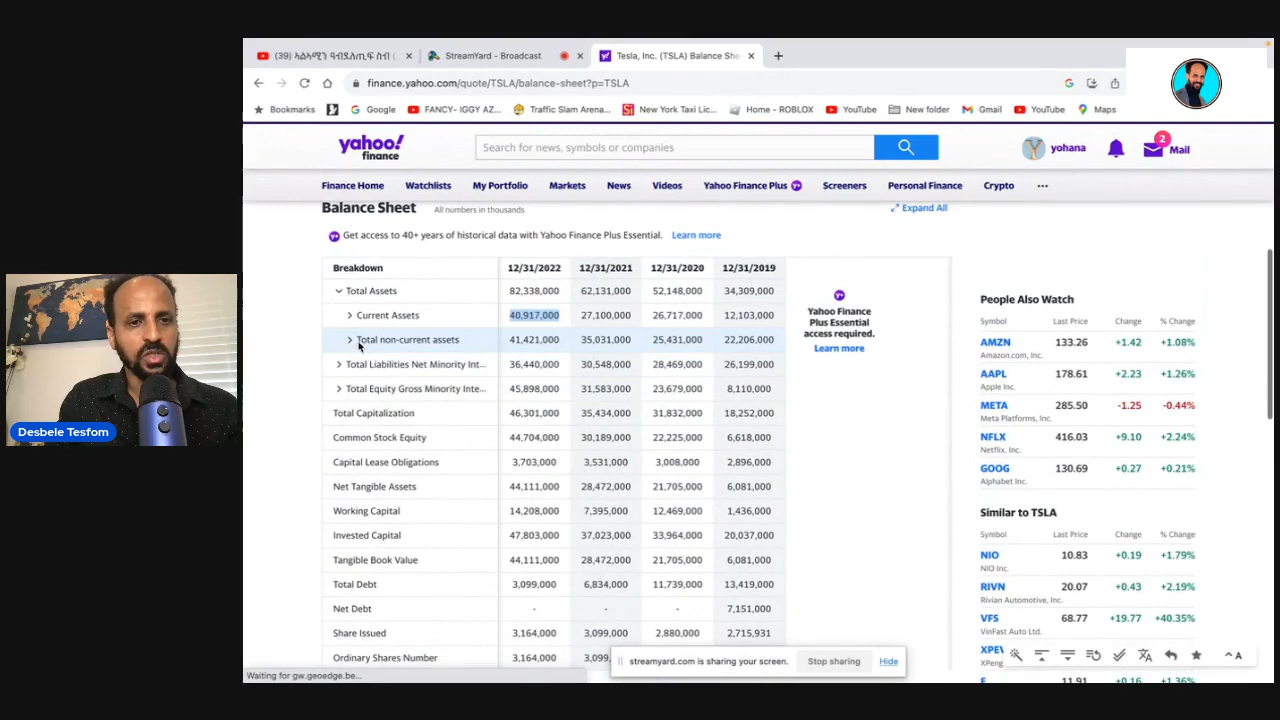 (39) ኣልኣሚን ዓብዱለጢፍ ስብ (
StreamYard - Broadcast
Tesla, Inc. (TSLA) Balance She
finance.yahoo.com/quote/TSLA/balance-sheet?p=TSLA
Bookmarks Google FANCY- IGGY AZ... Traffic Slam Arena... New York Taxi Lic... Home - ROBLOX YouTube New folder Gmail YouTube Maps
yahoo!
finance
Search for news, symbols or companies
yohana
2
Mail
Finance Home Watchlists My Portfolio Markets News Videos Yahoo Finance Plus Screeners Personal Finance Crypto ...
Balance Sheet All numbers in thousands Expand All
Get access to 40+ years of historical data with Yahoo Finance Plus Essential. Learn more
Breakdown 12/31/2022 12/31/2021 12/31/2020 12/31/2019
Total Assets 82,338,000 62,131,000 52,148,000 34,309,000
Current Assets 40,917,000 27,100,000 26,717,000 12,103,000
Total non-current assets 41,421,000 35,031,000 25,431,000 22,206,000
Total Liabilities Net Minority Int... 36,440,000 30,548,000 28,469,000 26,199,000
Total Equity Gross Minority Inte... 45,898,000 31,583,000 23,679,000 8,110,000
Total Capitalization 46,301,000 35,434,000 31,832,000 18,252,000
Common Stock Equity 44,704,000 30,189,000 22,225,000 6,618,000
Capital Lease Obligations 3,703,000 3,531,000 3,008,000 2,896,000
Net Tangible Assets 44,111,000 28,472,000 21,705,000 6,081,000
Working Capital 14,208,000 7,395,000 12,469,000 1,436,000
Invested Capital 47,803,000 37,023,000 33,964,000 20,037,000
Tangible Book Value 44,111,000 28,472,000 21,705,000 6,081,000
Total Debt 3,099,000 6,834,000 11,739,000 13,419,000
Net Debt - - - 7,151,000
Share Issued 3,164,000 3,099,000 2,880,000 2,715,931
Ordinary Shares Number 3,164,000 3,099,
Yahoo Finance
Plus Essential
access required.
Learn more
People Also Watch
Symbol Last Price Change % Change
AMZN 133.26 +1.42 +1.08%
Amazon.com, Inc.
AAPL 178.61 +2.23 +1.26%
Apple Inc.
META 285.50 -1.25 -0.44%
Meta Platforms, Inc.
NFLX 416.03 +9.10 +2.24%
Netflix, Inc.
GOOG 130.69 +0.27 +0.21%
Alphabet Inc.
Similar to TSLA
Symbol Last Price Change % Change
NIO 10.83 +0.19 +1.79%
NIO Inc.
RIVN 20.07 +0.43 +2.19%
Rivian Automotive, Inc.
VFS 68.77 +19.77 +40.35%
VinFast Auto Ltd.
XPEV
XPeng
F 11.91 +0.16 +1.36%
streamyard.com is sharing your screen. Stop sharing Hide
Waiting for gw.geoedge.be...
Desbele Tesfom